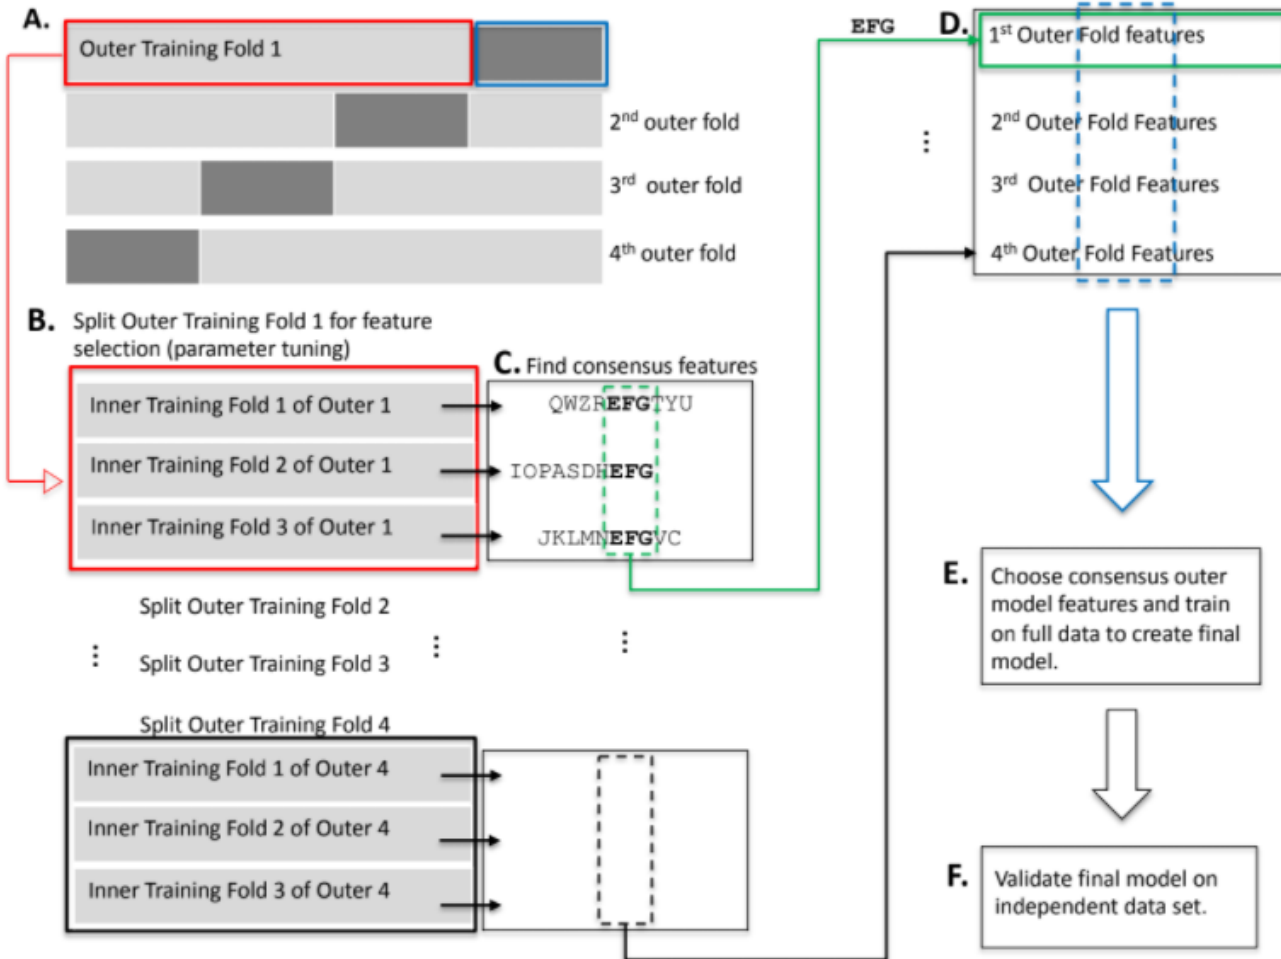 A.
Outer Training Fold 1
2nd outer fold
3rd outer fold
4th outer fold
B. Split Outer Training Fold 1 for feature
selection (parameter tuning)
Inner Training Fold 1 of Outer 1
Inner Training Fold 2 of Outer 1
Inner Training Fold 3 of Outer 1
C. Find consensus features
QWZREFGTYU
IOPASDHEFG
JKLMNEFGVC
Split Outer Training Fold 2
Split Outer Training Fold 3
Split Outer Training Fold 4
Inner Training Fold 1 of Outer 4
Inner Training Fold 2 of Outer 4
Inner Training Fold 3 of Outer 4
EFG
D.
1st Outer Fold features
2nd Outer Fold Features
3rd Outer Fold Features
4th Outer Fold Features
E.
Choose consensus outer
model features and train
on full data to create final
model.
F.
Validate final model on
independent data set.